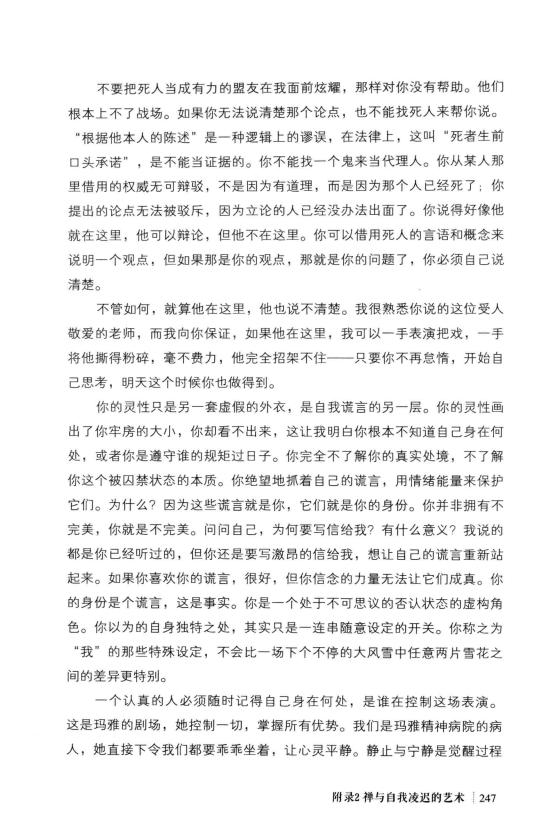 不要把死人当成有力的盟友在我面前炫耀，那样对你没有帮助。他们
根本上不了战场。如果你无法说清楚那个论点，也不能找死人来帮你说。
“根据他本人的陈述”是一种逻辑上的谬误，在法律上，这叫“死者生前
口头承诺”，是不能当证据的。你不能找一个鬼来当代理人。你从某人那
里借用的权威无可辩驳，不是因为有道理，而是因为那个人已经死了；你
提出的论点无法被驳斥，因为立论的人已经没办法出面了。你说得好像他
就在这里，他可以辩论，但他不在这里。你可以借用死人的言语和概念来
说明一个观点，但如果那是你的观点，那就是你的问题了，你必须自己说
清楚。
不管如何，就算他在这里，他也说不清楚。我很熟悉你说的这位受人
敬爱的老师，而我向你保证，如果他在这里，我可以一手表演把戏，一手
将他撕得粉碎，毫不费力，他完全招架不住——只要你不再怠惰，开始自
己思考，明天这个时候你也做得到。
你的灵性只是另一套虚假的外衣，是自我谎言的另一层。你的灵性画
出了你牢房的大小，你却看不出来，这让我明白你根本不知道自己身在何
处，或者你是遵守谁的规矩过日子。你完全不了解你的真实处境，不了解
你这个被囚禁状态的本质。你绝望地抓着自己的谎言，用情绪能量来保护
它们。为什么？因为这些谎言就是你，它们就是你的身份。你并非拥有不
完美，你就是不完美。问问自己，为何要写信给我？有什么意义？我说的
都是你已经听过的，但你还是要写激昂的信给我，想让自己的谎言重新站
起来。如果你喜欢你的谎言，很好，但你信念的力量无法让它们成真。你
的身份是个谎言，这是事实。你是一个处于不可思议的否认状态的虚构角
色。你以为的自身独特之处，其实只是一连串随意设定的开关。你称之为
“我”的那些特殊设定，不会比一场下个不停的大风雪中任意两片雪花之
间的差异更特别。
一个认真的人必须随时记得自己身在何处，是谁在控制这场表演。
这是玛雅的剧场，她控制一切，掌握所有优势。我们是玛雅精神病院的病
人，她直接下令我们都要乖乖坐着，让心灵平静。静止与宁静是觉醒过程
附录2 禅与自我凌迟的艺术 247